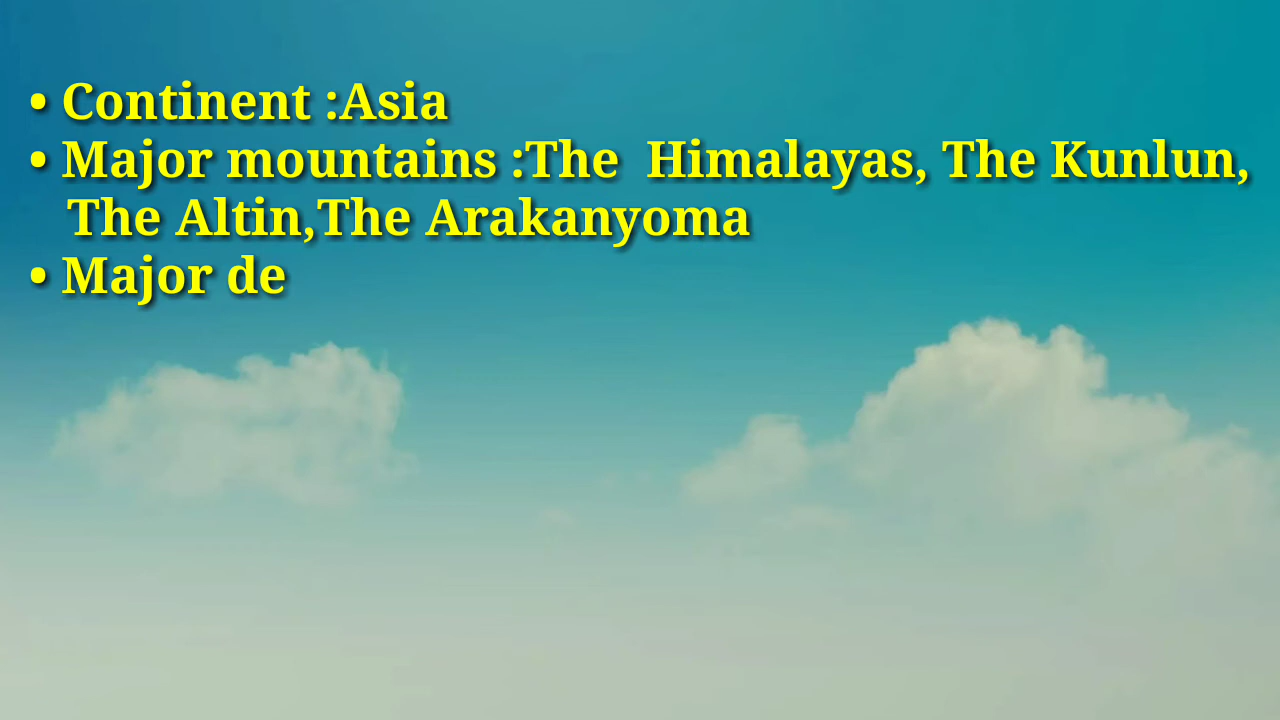 • Continent :Asia
• Major mountains :The  Himalayas, The Kunlun,
The Altin,The Arakanyoma
• Major de